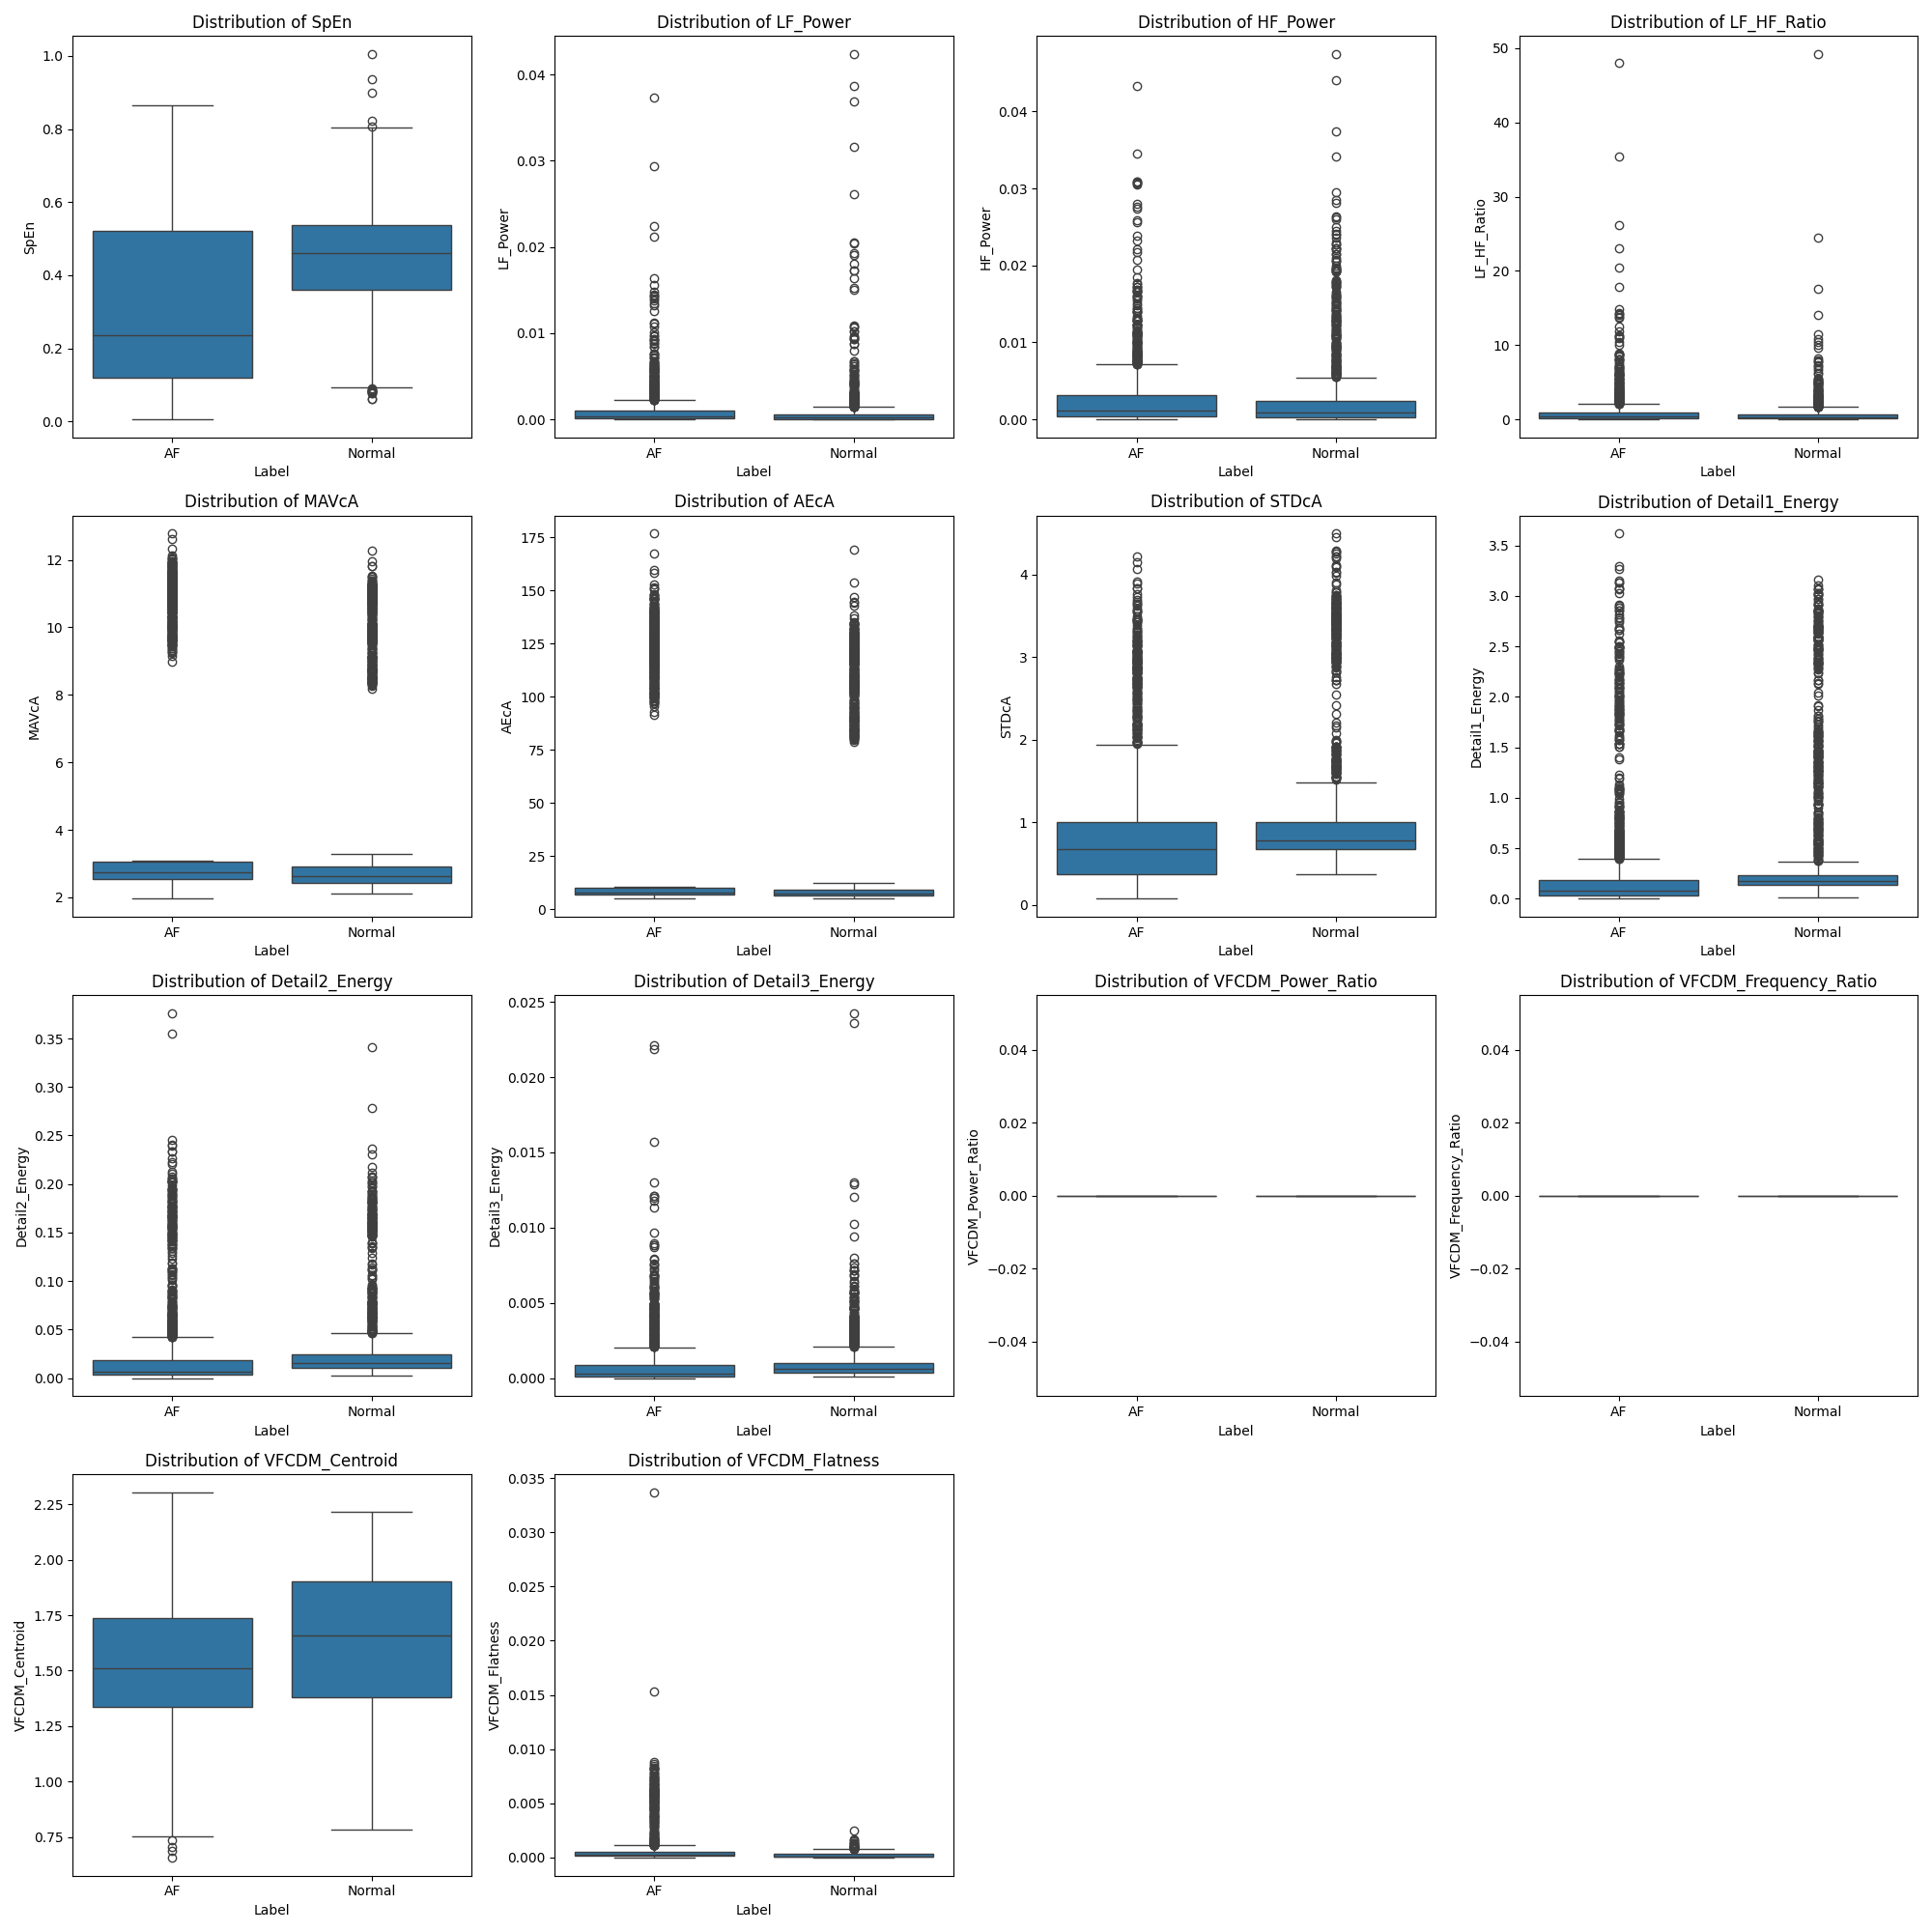 Distribution of SpEn
SpEn
1.0
0.8
0.6
0.4
0.2
0.0
AF Normal
Label
Distribution of LF_Power
LF_Power
0.04
0.03
0.02
0.01
0.00
AF Normal
Label
Distribution of HF_Power
HF_Power
0.04
0.03
0.02
0.01
0.00
AF Normal
Label
Distribution of LF_HF_Ratio
LF_HF_Ratio
50
40
30
20
10
0
AF Normal
Label
Distribution of MAVcA
MAVcA
12
10
8
6
4
2
AF Normal
Label
Distribution of AEcA
AEcA
175
150
125
100
75
50
25
0
AF Normal
Label
Distribution of STDcA
STDcA
4
3
2
1
0
AF Normal
Label
Distribution of Detail1_Energy
Detail1_Energy
3.5
3.0
2.5
2.0
1.5
1.0
0.5
0.0
AF Normal
Label
Distribution of Detail2_Energy
Detail2_Energy
0.35
0.30
0.25
0.20
0.15
0.10
0.05
0.00
AF Normal
Label
Distribution of Detail3_Energy
Detail3_Energy
0.025
0.020
0.015
0.010
0.005
0.000
AF Normal
Label
Distribution of VFCDM_Power_Ratio
VFCDM_Power_Ratio
0.04
0.02
0.00
−0.02
−0.04
AF Normal
Label
Distribution of VFCDM_Frequency_Ratio
VFCDM_Frequency_Ratio
0.04
0.02
0.00
−0.02
−0.04
AF Normal
Label
Distribution of VFCDM_Centroid
VFCDM_Centroid
2.25
2.00
1.75
1.50
1.25
1.00
0.75
AF Normal
Label
Distribution of VFCDM_Flatness
VFCDM_Flatness
0.035
0.030
0.025
0.020
0.015
0.010
0.005
0.000
AF Normal
Label